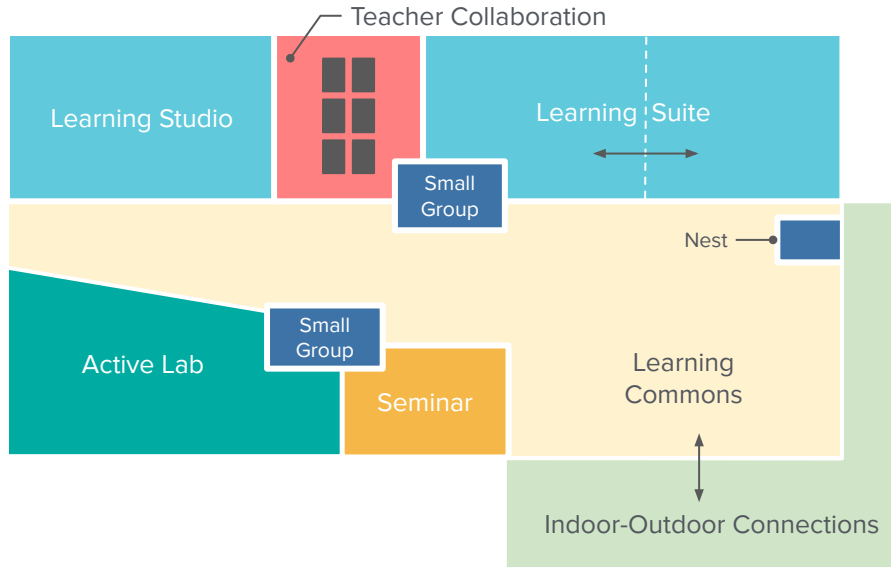 Teacher Collaboration
Learning Studio
Learning Suite
Small
Group
Nest
Small
Group
Active Lab
Seminar
Learning
Commons
Indoor-Outdoor Connections